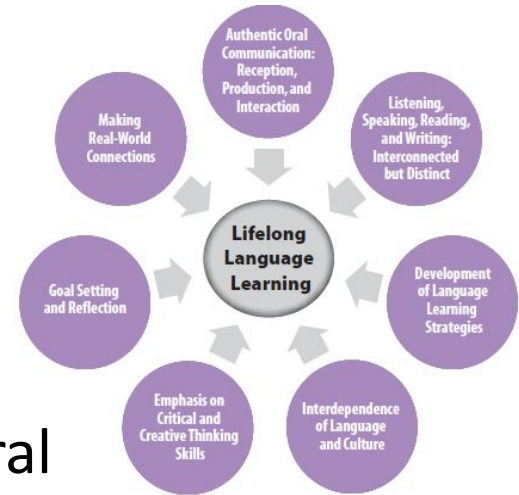 Authentic Oral
Communication:
Reception,
Production, and
Interaction
Listening,
Speaking, Reading,
and Writing:
Interconnected
but Distinct
Development
of Language
Learning
Strategies
Interdependence
of Language
and Culture
Emphasis on
Critical and
Creative Thinking
Skills
Goal Setting
and Reflection
Making
Real-World
Connections
Lifelong
Language
Learning
ral